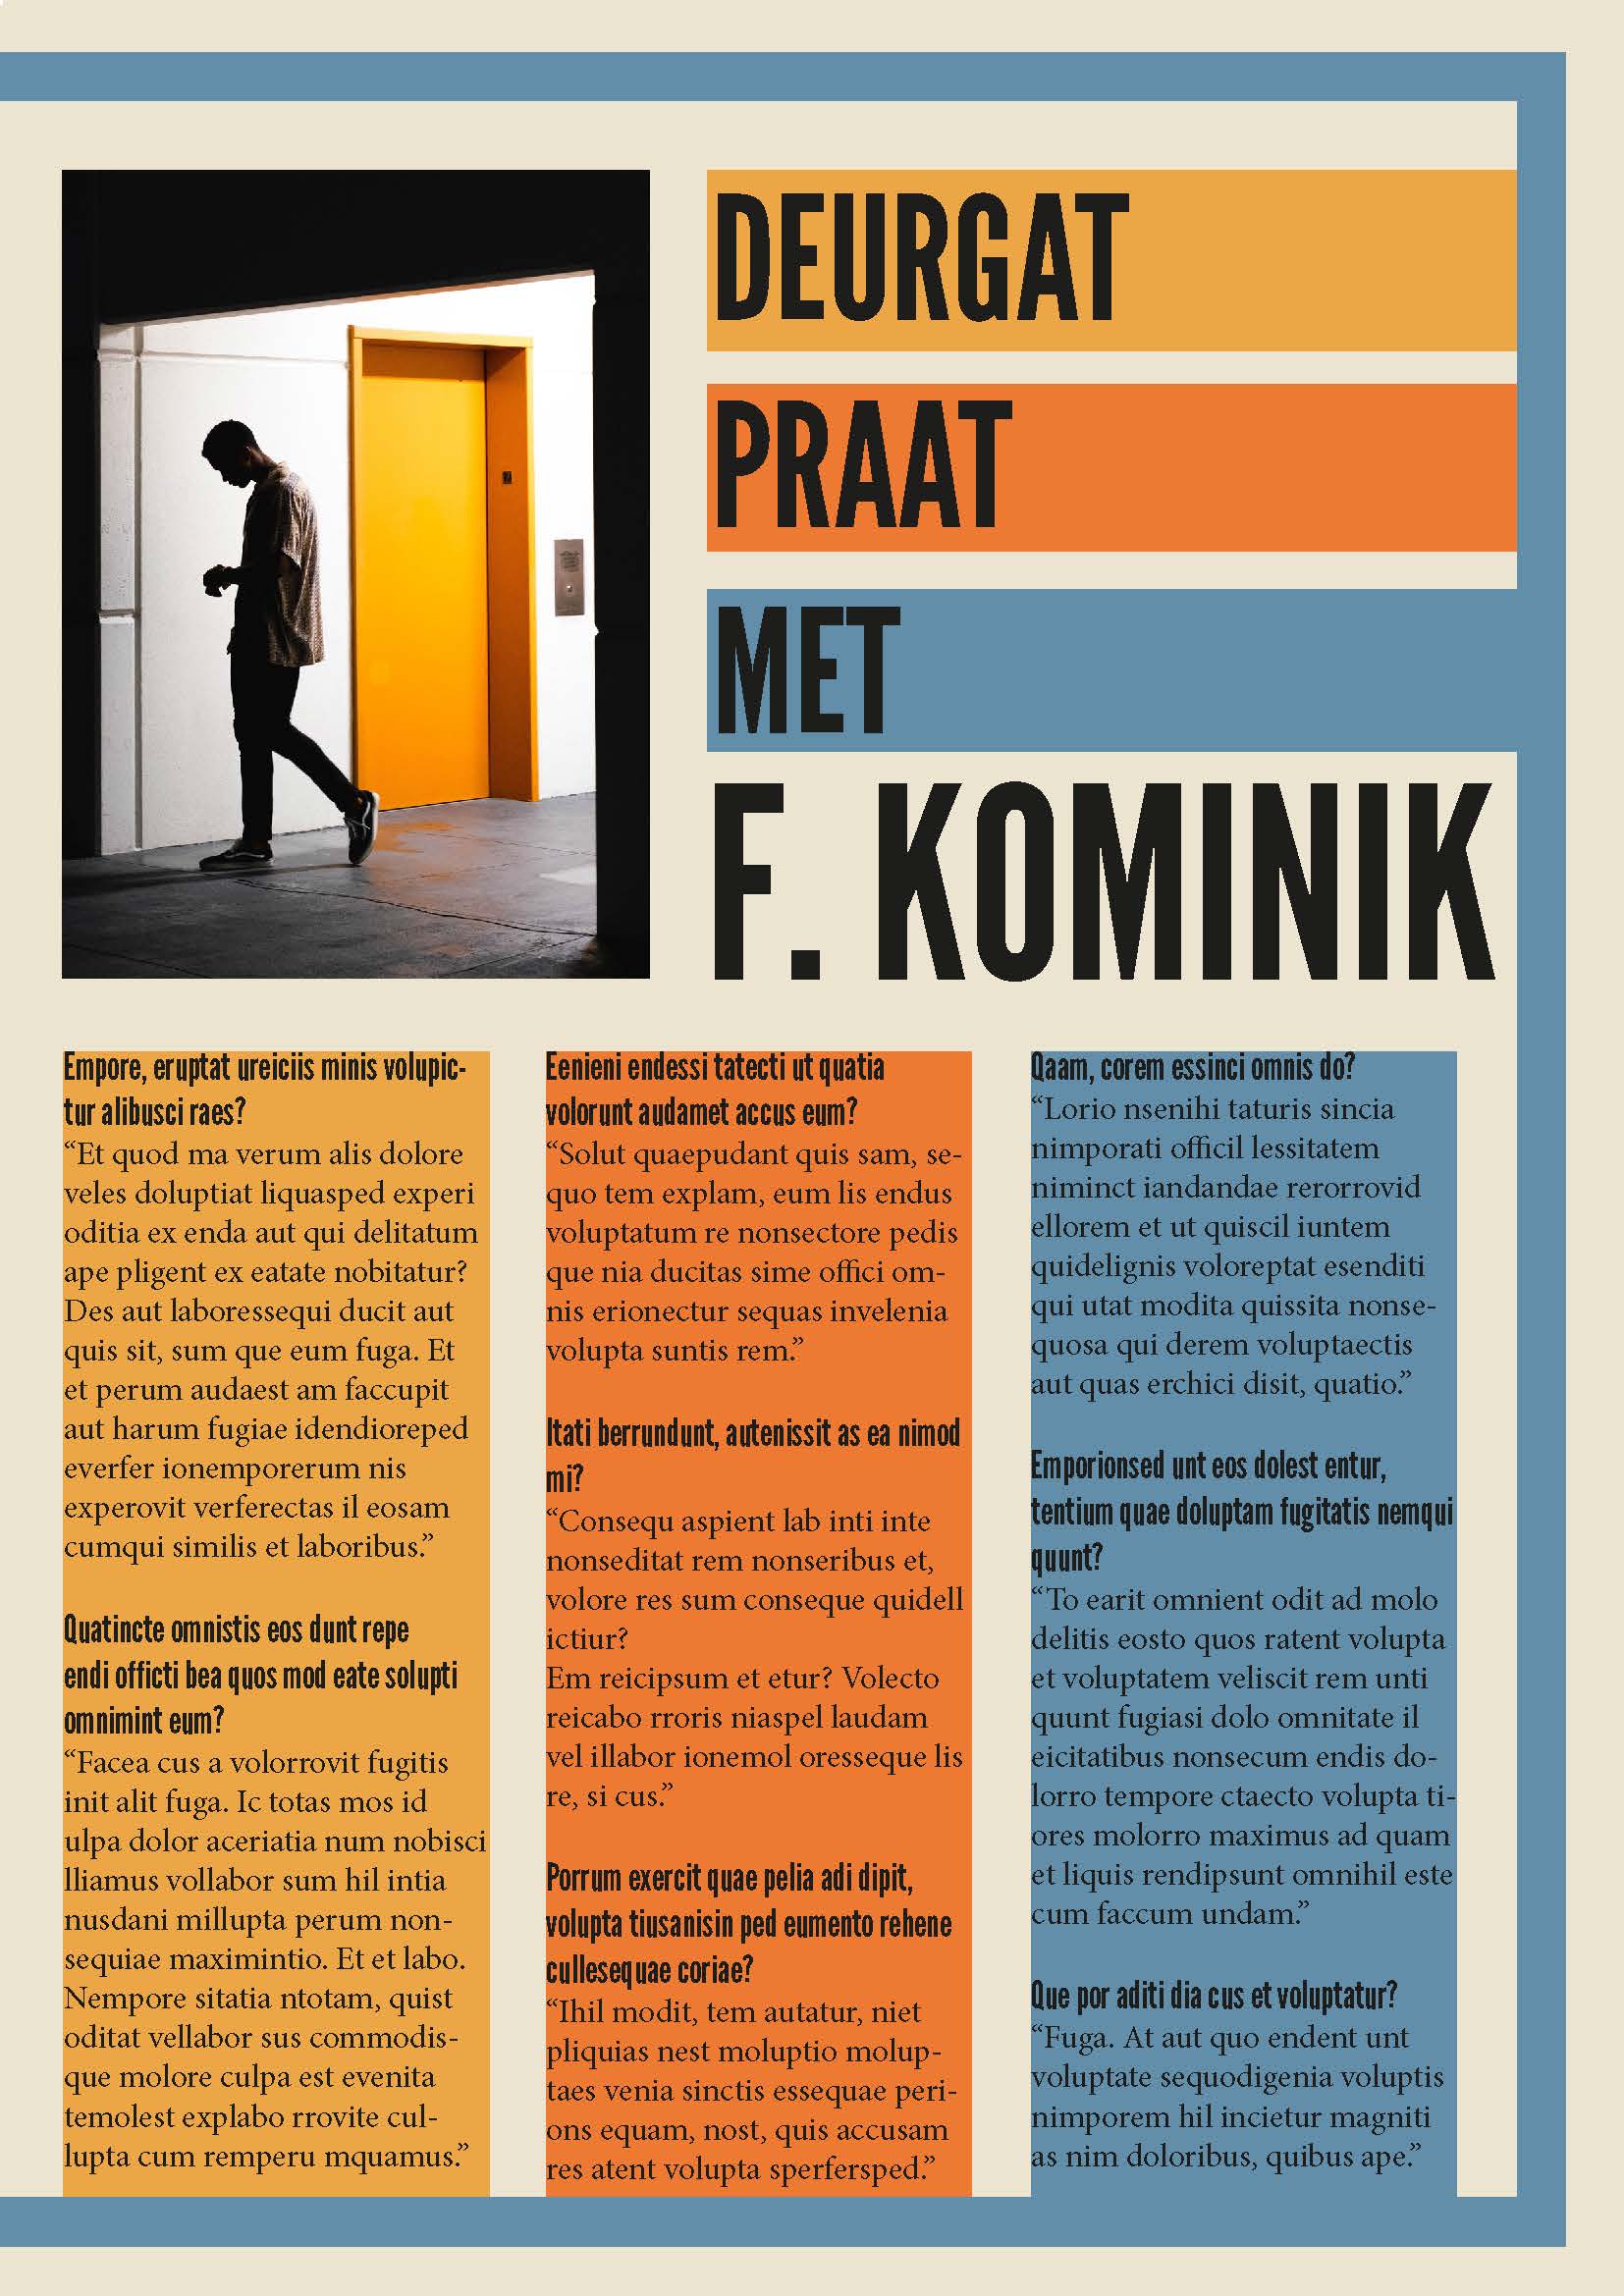 DEURGAT
PRAAT
MET
F. KOMINIK
Empore, eruptat ureiciis minis volupic-
tur alibusci raes?
“Et quod ma verum alis dolore
veles doluptiat liquasped experi
oditia ex enda aut qui delitatum
ape pligent ex eatate nobitatur?
Des aut laboressequi ducit aut
quis sit, sum que eum fuga. Et
et perum audaest am faccupit
aut harum fugiae idendioreped
everfer ionemporerum nis
experovit verferectas il eosam
cumqui similis et laboribus.”
Quatincte omnistis eos dunt repe
endi officti bea quos mod eate solupti
omnimint eum?
“Facea cus a volorrovit fugitis
init alit fuga. Ic totas mos id
ulpa dolor aceriatia num nobisci
lliamus vollabor sum hil intia
nusdani millupta perum non-
sequiae maximintio. Et et labo.
Nempore sitatia ntotam, quist
oditat vellabor sus commodis-
que molore culpa est evenita
temolest explabo rrovite cul-
lupta cum remperu mquamus.”
Eenieni endessi tatecti ut quatia
volorunt audamet accus eum?
“Solut quaepudant quis sam, se-
quo tem explam, eum lis endus
voluptatum re nonsectore pedis
que nia ducitas sime offici om-
nis erionectur sequas invelenia
volupta suntis rem.”
Itati berrundunt, autenissit as ea nimod
mi?
“Consequ aspient lab inti inte
nonseditat rem nonseribus et,
volore res sum conseque quidell
ictiur?
Em reicipsum et etur? Volecto
reicabo rroris niaspel laudam
vel illabor ionemol oresseque lis
re, si cus.”
Porrum exercit quae pelia adi dipit,
volupta tiusanisin ped eumento rehene
cullesequae coriae?
“Ihil modit, tem autatur, niet
pliquias nest moluptio molup-
taes venia sinctis essequae peri-
ons equam, nost, quis accusam
res atent volupta sperfersped.”
Qaam, corem essinci omnis do?
“Lorio nsenihi taturis sincia
nimporati officil lessitatem
niminct iandandae rerorrovid
ellorem et ut quiscil iuntem
quidelignis voloreptat esenditi
qui utat modita quissita nonse-
quosa qui derem voluptaectis
aut quas erchici disit, quatio.”
Emporionsed unt eos dolest entur,
tentium quae doluptam fugitatis nemqui
quunt?
“To earit omnient odit ad molo
delitis eosto quos ratent volupta
et voluptatem veliscit rem unti
quunt fugiasi dolo omnitate il
eicitatibus nonsecum endis do-
lorro tempore ctaecto volupta ti-
ores molorro maximus ad quam
et liquis rendipsunt omnihil este
cum faccum undam.”
Que por aditi dia cus et voluptatur?
“Fuga. At aut quo endent unt
voluptate sequodigenia voluptis
nimporem hil incietur magniti
as nim doloribus, quibus ape.”